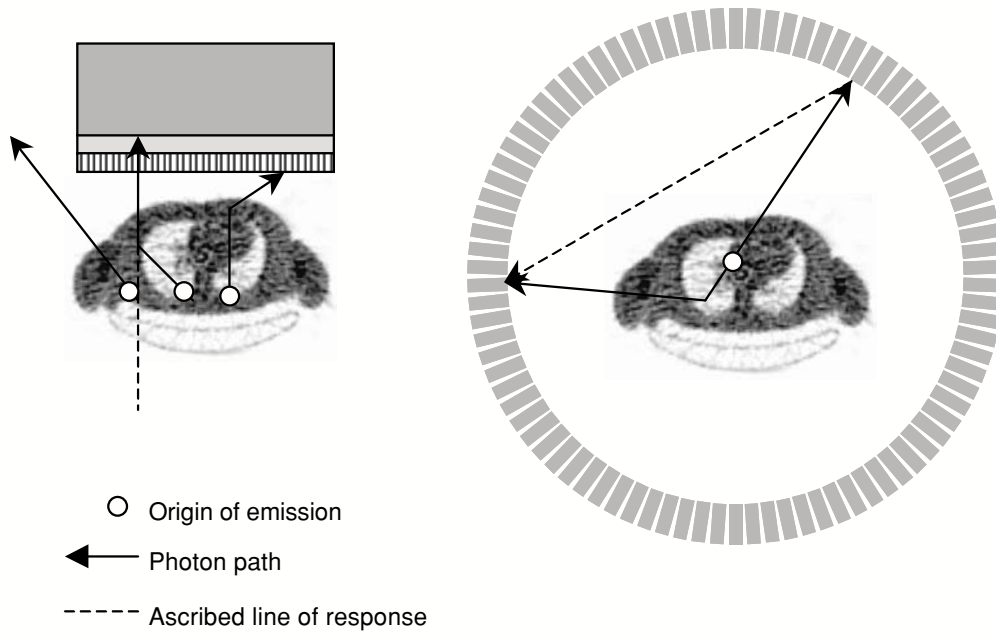 Origin of emission
Photon path
Ascribed line of response